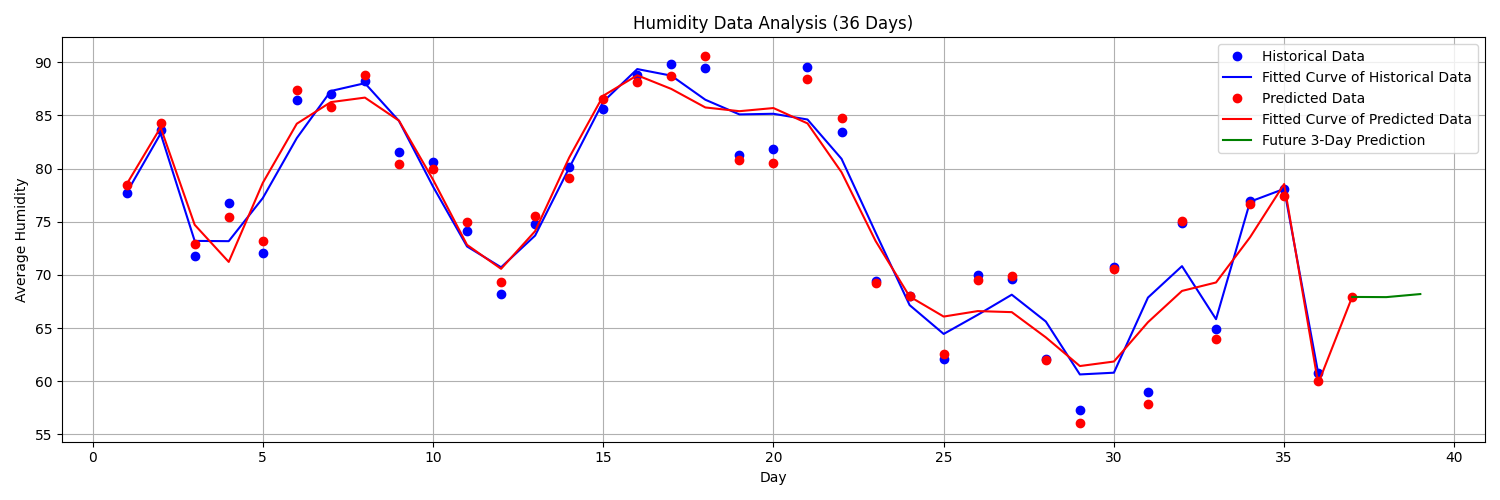 Humidity Data Analysis (36 Days)
Historical Data
Fitted Curve of Historical Data
Predicted Data
Fitted Curve of Predicted Data
Future 3-Day Prediction
Average Humidity
90
85
80
75
70
65
60
55
0 5 10 15 20 25 30 35 40
Day